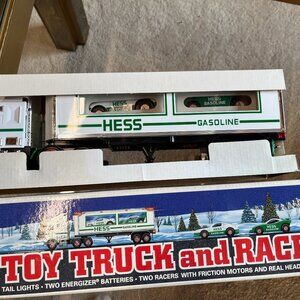 HESS
HESS
GASOLINE
HESS
GASOLINE
TOY TRUCK and RACE
TAIL LIGHTS • TWO ENERGIZER® BATTERIES • TWO RACERS WITH FRICTION MOTORS AND REAL HEAD